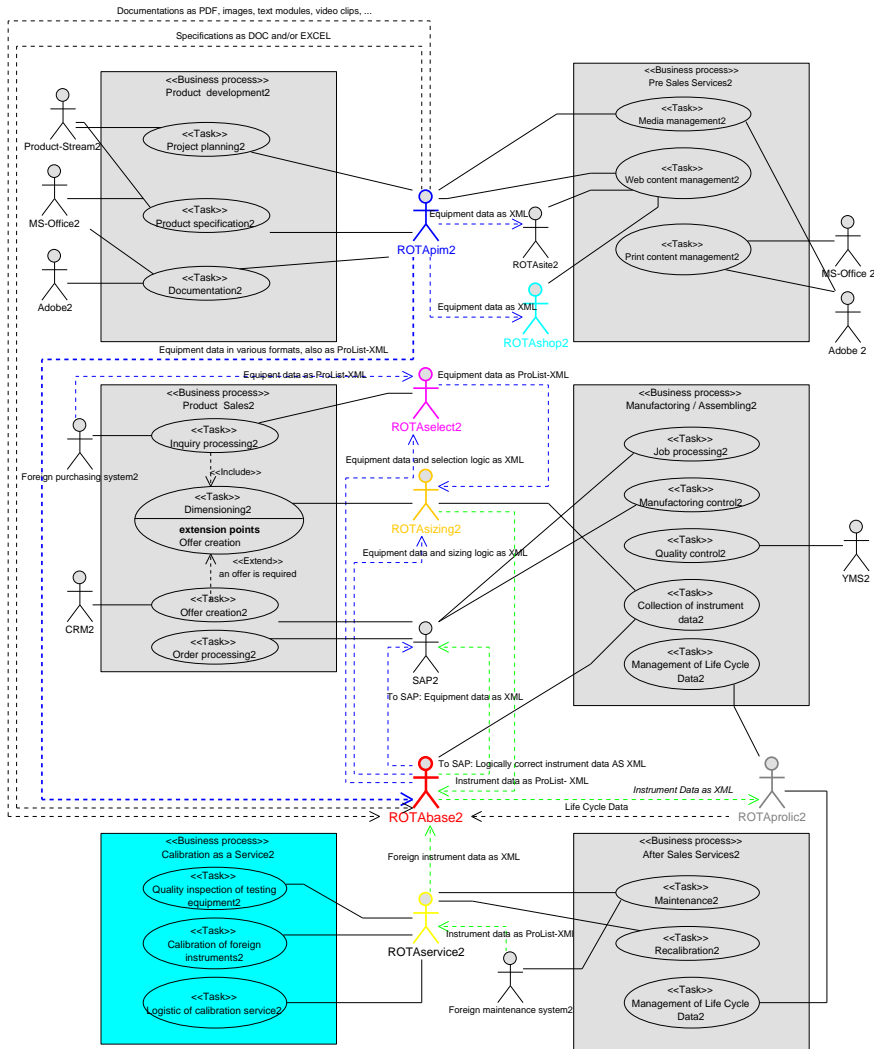 Documentations as PDF, images, text modules, video clips, ...
Specifications as DOC and/or EXCEL
<<Business process>>
Product development2
<<Task>>
Project planning2
<<Task>>
Product specification2
<<Task>>
Documentation2
Product-Stream2
MS-Office2
Adobe2
ROTApim2
Equipment data as XML
ROTAsite2
Equipment data as XML
ROTAshop2
<<Business process>>
Pre Sales Services2
<<Task>>
Media management2
<<Task>>
Web content management2
<<Task>>
Print content management2
MS-Office 2
Adobe 2
Equipment data in various formats, also as ProList-XML
Equipent data as ProList-XML
Equipment data as ProList-XML
<<Business process>>
Product Sales2
<<Task>>
Inquiry processing2
<<Include>>
<<Task>>
Dimensioning2
extension points
Offer creation
<<Extend>>
an offer is required
<<Task>>
Offer creation2
<<Task>>
Order processing2
Foreign purchasing system2
CRM2
ROTAselect2
Equipment data and selection logic as XML
ROTAsizing2
Equipment data and sizing logic as XML
SAP2
To SAP: Equipment data as XML
<<Business process>>
Manufactoring / Assembling2
<<Task>>
Job processing2
<<Task>>
Manufactoring control2
<<Task>>
Quality control2
<<Task>>
Collection of instrument
data2
<<Task>>
Management of Life Cycle
Data2
YMS2
To SAP: Logically correct instrument data AS XML
Instrument data as ProList- XML
Instrument Data as XML
Life Cycle Data
ROTAbase2
ROTAprolic2
Foreign instrument data as XML
<<Business process>>
Calibration as a Service2
<<Task>>
Quality inspection of testing
equipment2
<<Task>>
Calibration of foreign
instruments2
<<Task>>
Logistic of calibration service2
ROTAservice2
Instrument data as ProList-XML
Foreign maintenance system2
<<Business process>>
After Sales Services2
<<Task>>
Maintenance2
<<Task>>
Recalibration2
<<Task>>
Management of Life Cycle
Data2